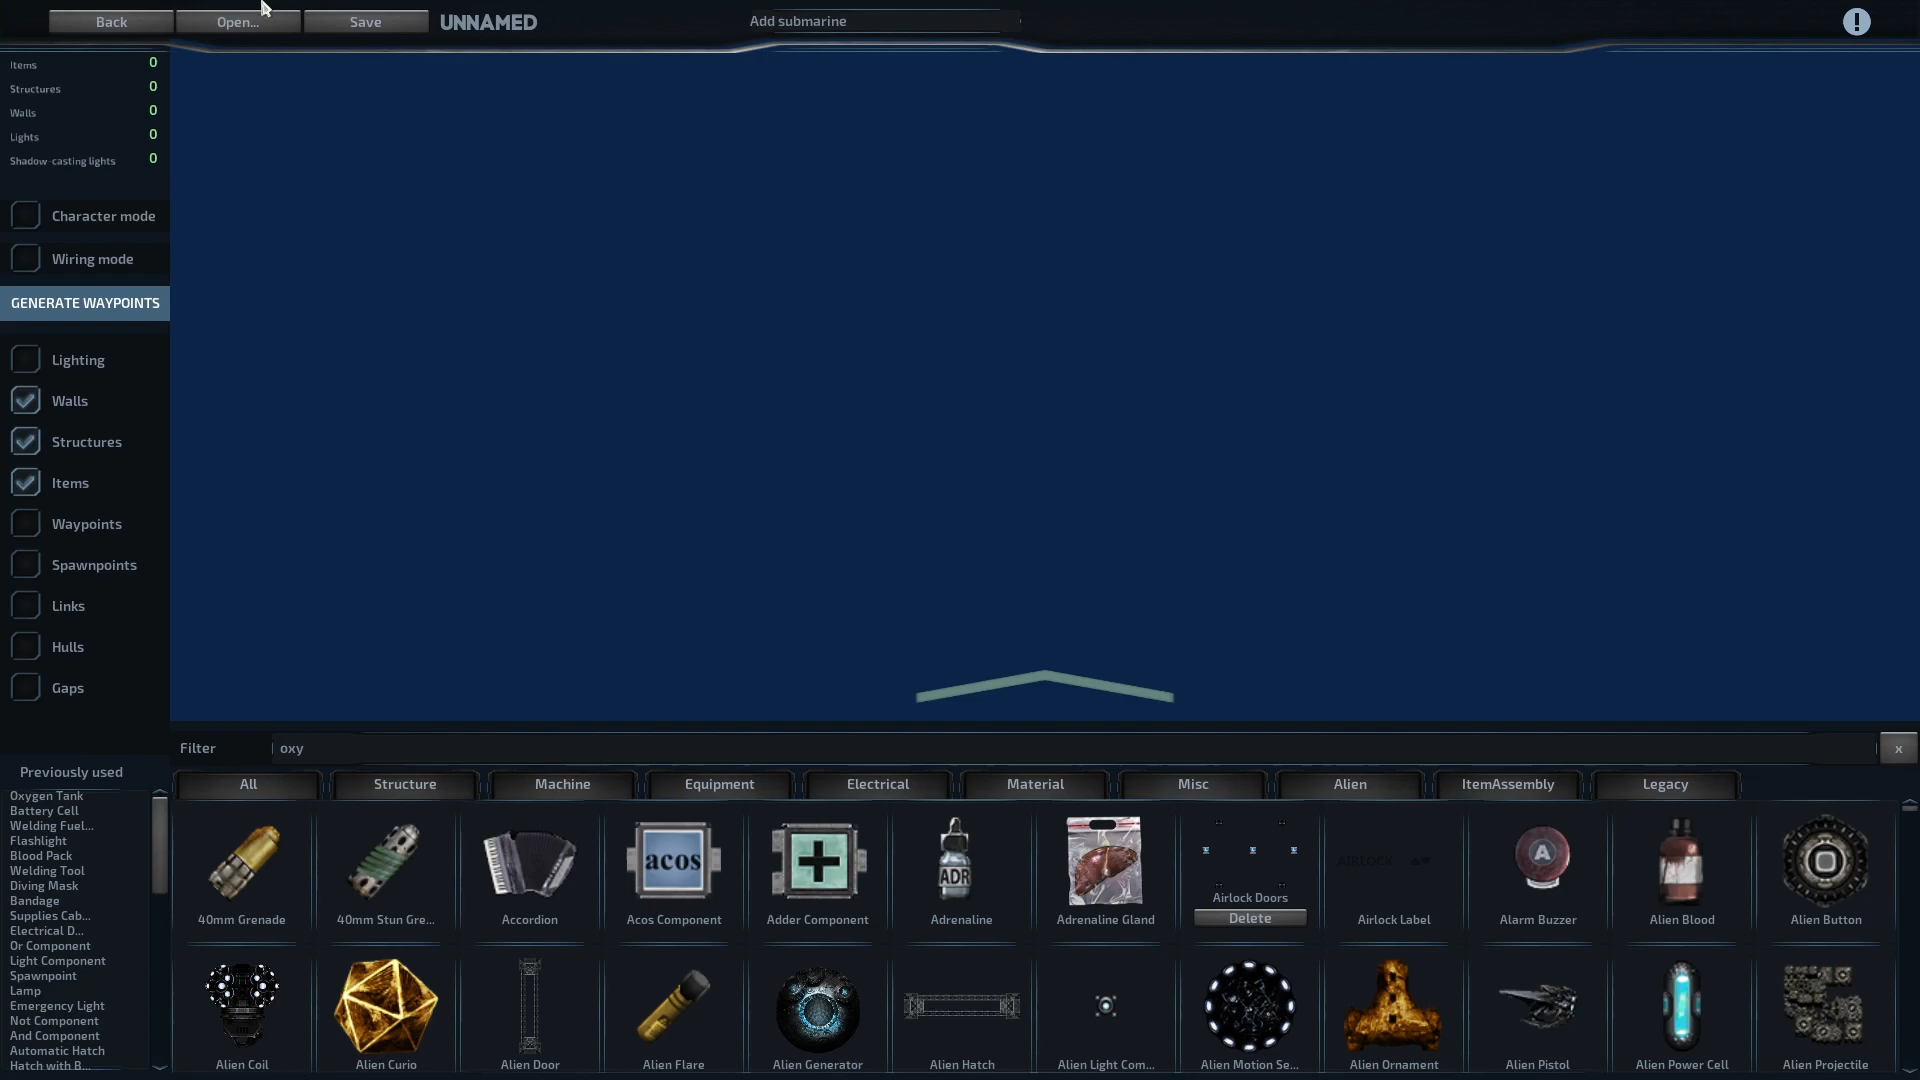 Back
Open...
Save
UNNAMED
Add submarine
Items 0
Structures 0
Walls 0
Lights 0
Shadow-casting lights 0
Character mode
Wiring mode
GENERATE WAYPOINTS
Lighting
Walls
Structures
Items
Waypoints
Spawnpoints
Links
Hulls
Gaps
Previously used
Oxygen Tank
Battery Cell
Welding Fuel...
Flashlight
Blood Pack
Welding Tool
Diving Mask
Bandage
Supplies Cab...
Electrical D...
Or Component
Light Component
Spawnpoint
Lamp
Emergency Light
Not Component
And Component
Automatic Hatch
Hatch with B...
Filter
oxy
x
All
Structure
Machine
Equipment
Electrical
Material
Misc
Alien
ItemAssembly
Legacy
acos
ADR
AIRLOCK
A
40mm Grenade
40mm Stun Gre...
Accordion
Acos Component
Adder Component
Adrenaline
Adrenaline Gland
Airlock Doors
Delete
Airlock Label
Alarm Buzzer
Alien Blood
Alien Button
Alien Coil
Alien Curio
Alien Door
Alien Flare
Alien Generator
Alien Hatch
Alien Light Com...
Alien Motion Se...
Alien Ornament
Alien Pistol
Alien Power Cell
Alien Projectile